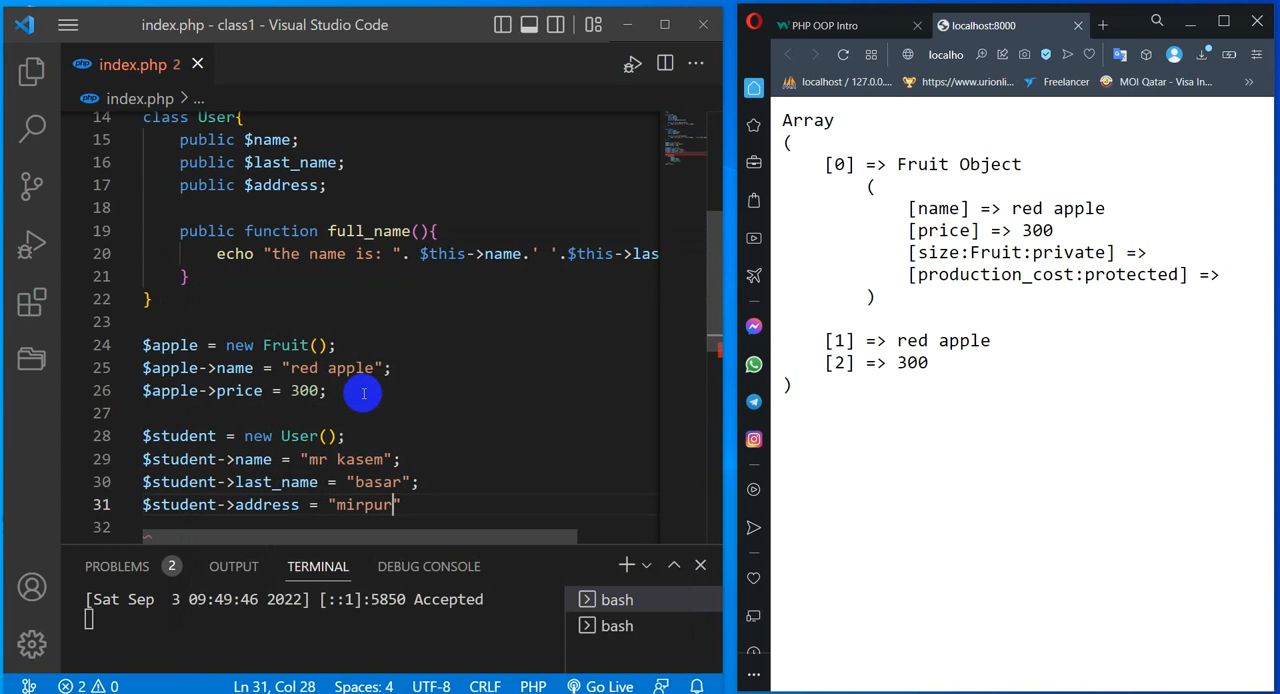 index.php - class1 - Visual Studio Code
index.php 2
index.php > ...
14 class User{
15 public $name;
16 public $last_name;
17 public $address;
18
19 public function full_name(){
20 echo "the name is: ". $this->name.' '.$this->las
21 }
22 }
23
24 $apple = new Fruit();
25 $apple->name = "red apple";
26 $apple->price = 300;
27
28 $student = new User();
29 $student->name = "mr kasem";
30 $student->last_name = "basar";
31 $student->address = "mirpur"
32
PROBLEMS 2 OUTPUT TERMINAL DEBUG CONSOLE
[Sat Sep 3 09:49:46 2022] [::1]:5850 Accepted
bash
bash
2 0 Ln 31, Col 28 Spaces: 4 UTF-8 CRLF PHP Go Live
PHP OOP Intro
localhost:8000
localho
localhost / 127.0.0....
https://www.urionli...
Freelancer
MOI Qatar - Visa In...
Array
(
[0] => Fruit Object
(
[name] => red apple
[price] => 300
[size:Fruit:private] =>
[production_cost:protected] =>
)
[1] => red apple
[2] => 300
)